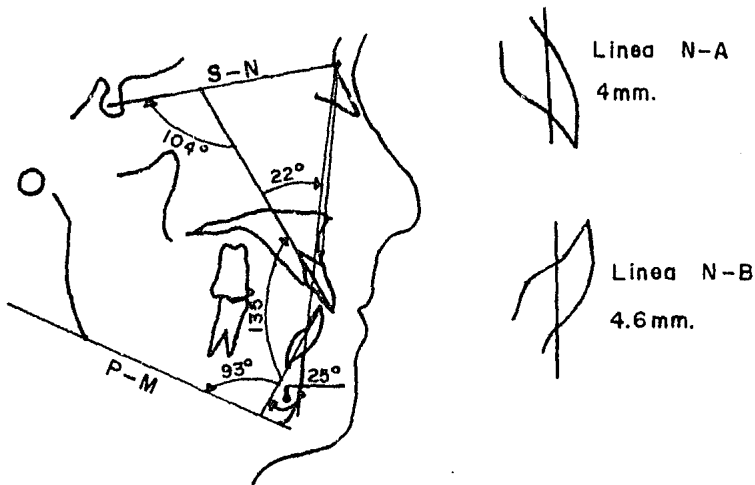 S-N
104°
22°
135
93°
25°
P-M
Linea N-A
4mm.
Linea N-B
4.6mm.